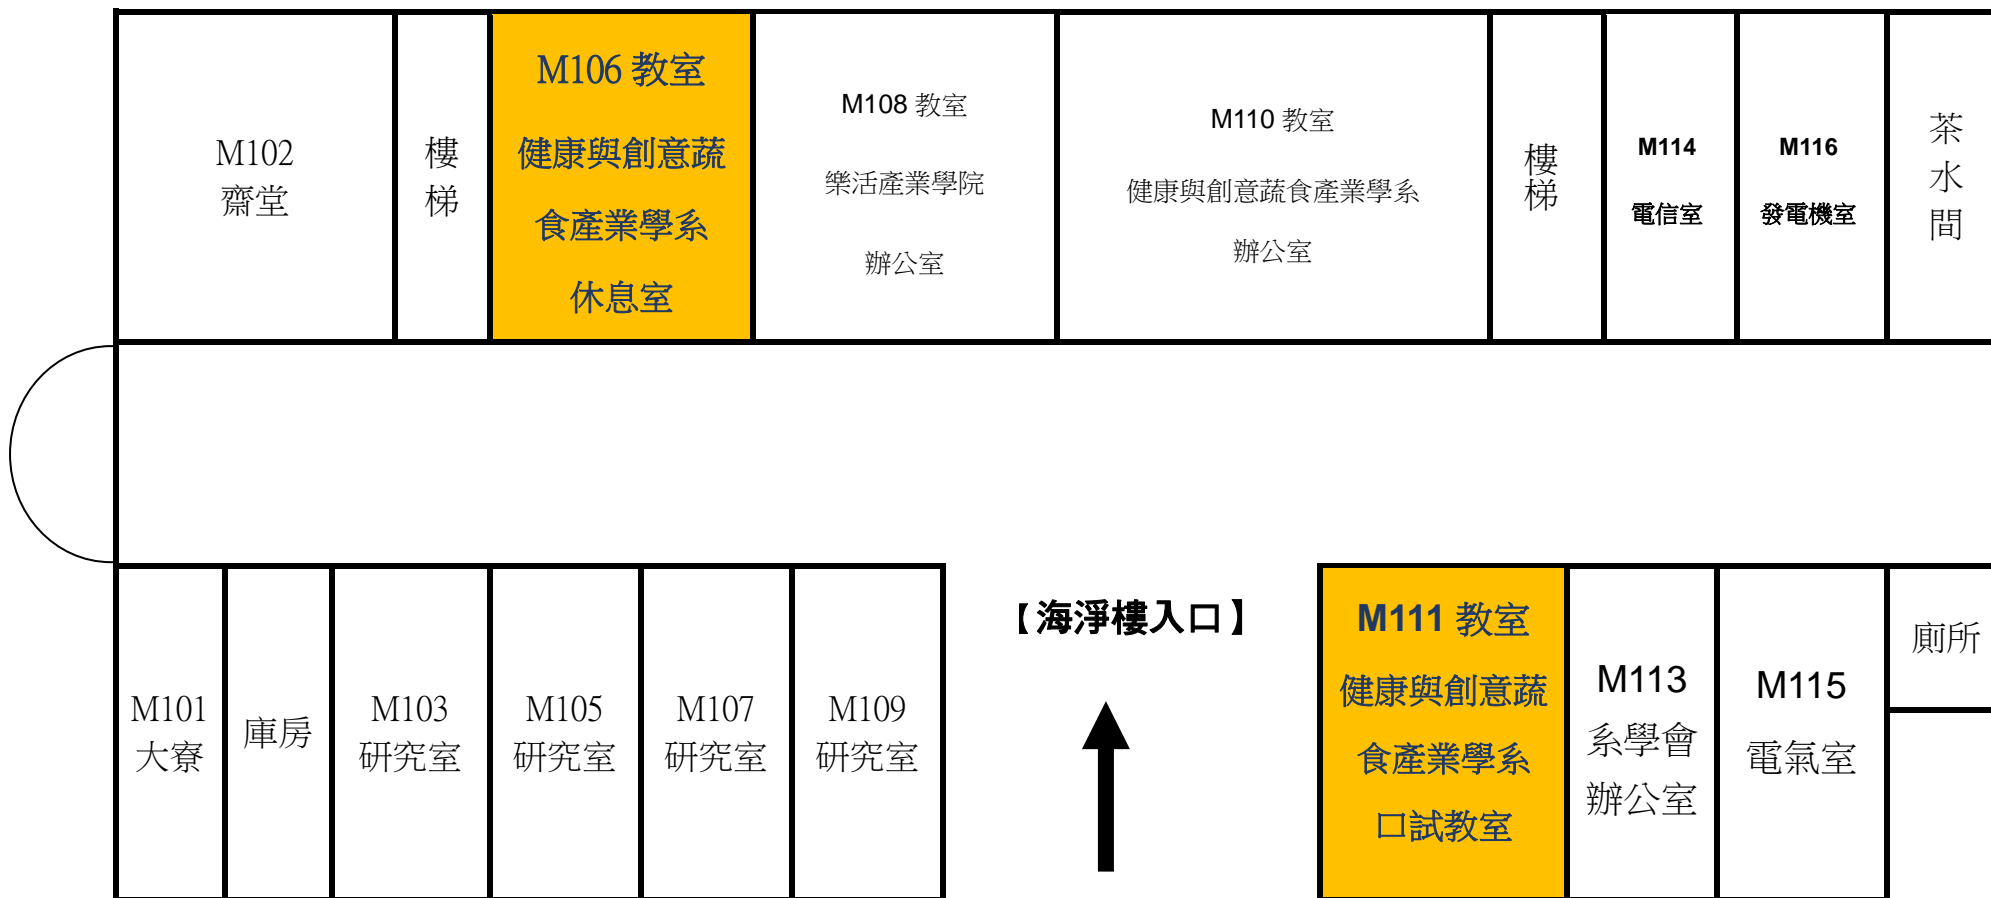 M102
齋堂
樓
梯
M106 教室
健康與創意蔬
食產業學系
休息室
M108 教室
樂活產業學院
辦公室
M110 教室
健康與創意蔬食產業學系
辦公室
樓
梯
M114
電信室
M116
發電機室
茶
水
間
M101
大寮
庫房
M103
研究室
M105
研究室
M107
研究室
M109
研究室
【海淨樓入口】
M111 教室
健康與創意蔬
食產業學系
口試教室
M113
系學會
辦公室
M115
電氣室
廁所